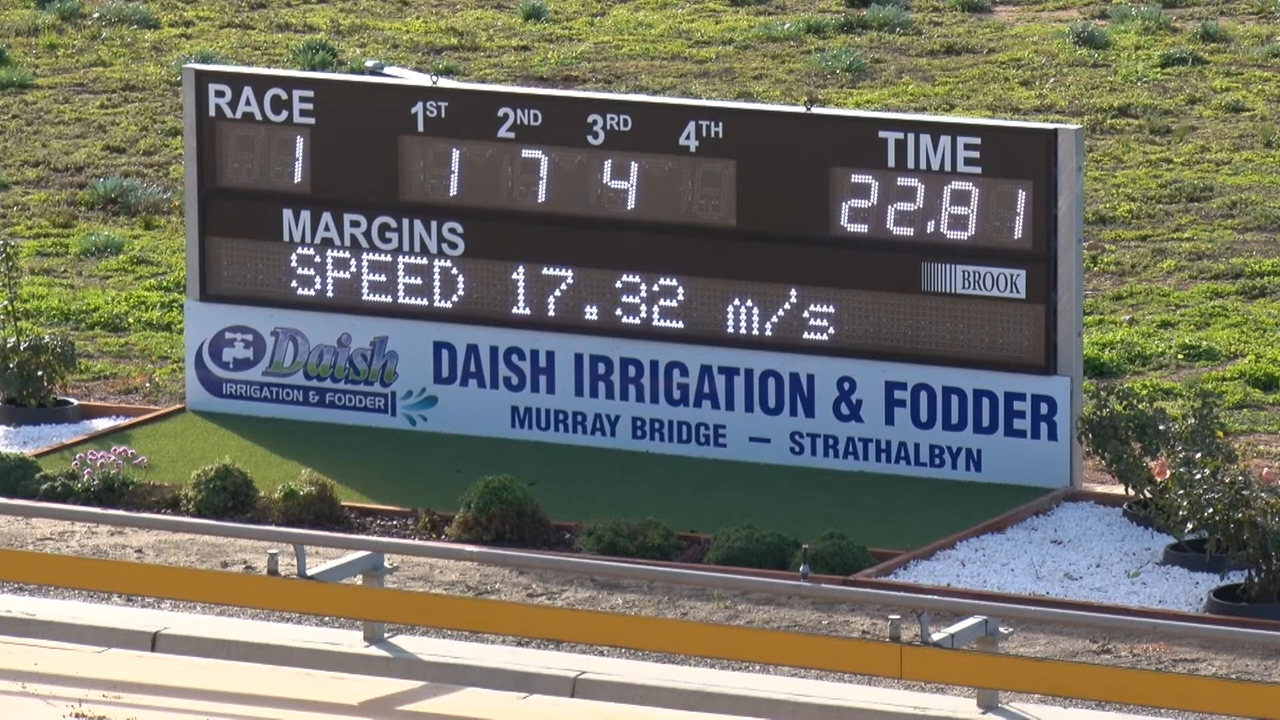 RACE 1ST 2ND 3RD 4TH TIME
1 1 7 4 22.81
MARGINS
BROOK
SPEED 17.32 m/s
Daish
IRRIGATION & FODDER
DAISH IRRIGATION & FODDER
MURRAY BRIDGE — STRATHALBYN